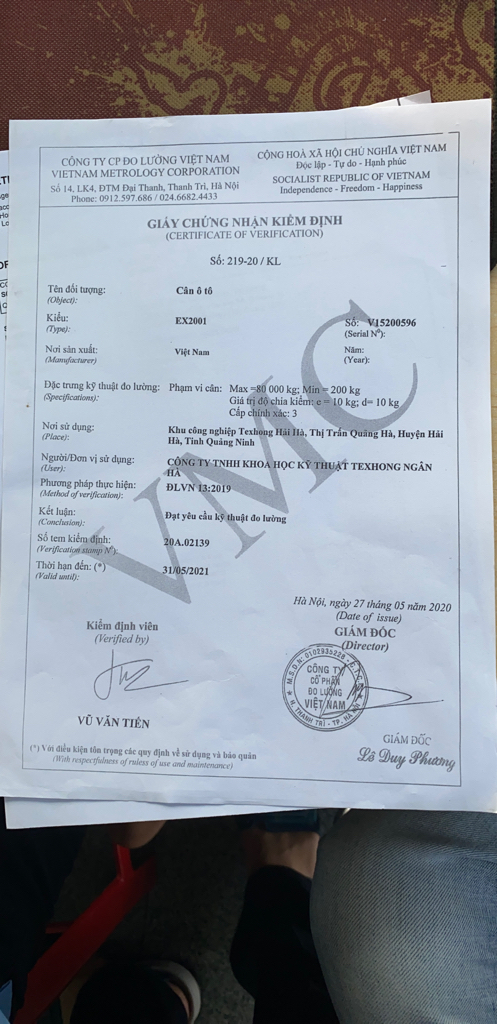 CÔNG TY CP ĐO LƯỜNG VIỆT NAM
VIETNAM METROLOGY CORPORATION
Số 14, LK4, ĐTM Đại Thanh, Thanh Trì, Hà Nội
Phone: 0912.597.686 / 024.6682.4433
CỘNG HOÀ XÃ HỘI CHỦ NGHĨA VIỆT NAM
Độc lập - Tự do - Hạnh phúc
SOCIALIST REPUBLIC OF VIETNAM
Independence - Freedom - Happiness
GIẤY CHỨNG NHẬN KIỂM ĐỊNH
(CERTIFICATE OF VERIFICATION)
Số: 219-20 / KL
Tên đối tượng: Cân ô tô
(Object):
Kiểu: EX2001 Số: V15200596
(Type): (Serial Nº):
Nơi sản xuất: Việt Nam Năm:
(Manufacturer) (Year):
Đặc trưng kỹ thuật đo lường: Phạm vi cân: Max =80 000 kg; Min = 200 kg
(Specifications): Giá trị độ chia kiểm: e = 10 kg; d= 10 kg
Cấp chính xác: 3
Nơi sử dụng: Khu công nghiệp Texhong Hải Hà, Thị Trấn Quảng Hà, Huyện Hải
(Place): Hà, Tỉnh Quảng Ninh
Người/Đơn vị sử dụng: CÔNG TY TNHH KHOA HỌC KỸ THUẬT TEXHONG NGÂN
(User): HÀ
Phương pháp thực hiện: ĐLVN 13:2019
(Method of verification):
Kết luận: Đạt yêu cầu kỹ thuật đo lường
(Conclusion):
Số tem kiểm định: 20A.02139
(Verification stamp Nº):
Thời hạn đến: (*) 31/05/2021
(Valid until):
VMC
Hà Nội, ngày 27 tháng 05 năm 2020
(Date of issue)
Kiểm định viên
(Verified by)
GIÁM ĐỐC
(Director)
M.S.D.N: 0102935228
CÔNG TY
CỔ PHẦN
ĐO LƯỜNG
VIỆT NAM
H. THANH TRÌ - TP. HÀ NỘI
VŨ VĂN TIẾN
GIÁM ĐỐC
Lê Duy Phương
(*) Với điều kiện tôn trọng các quy định về sử dụng và bảo quản
(With respectfulness of ruless of use and maintenance)